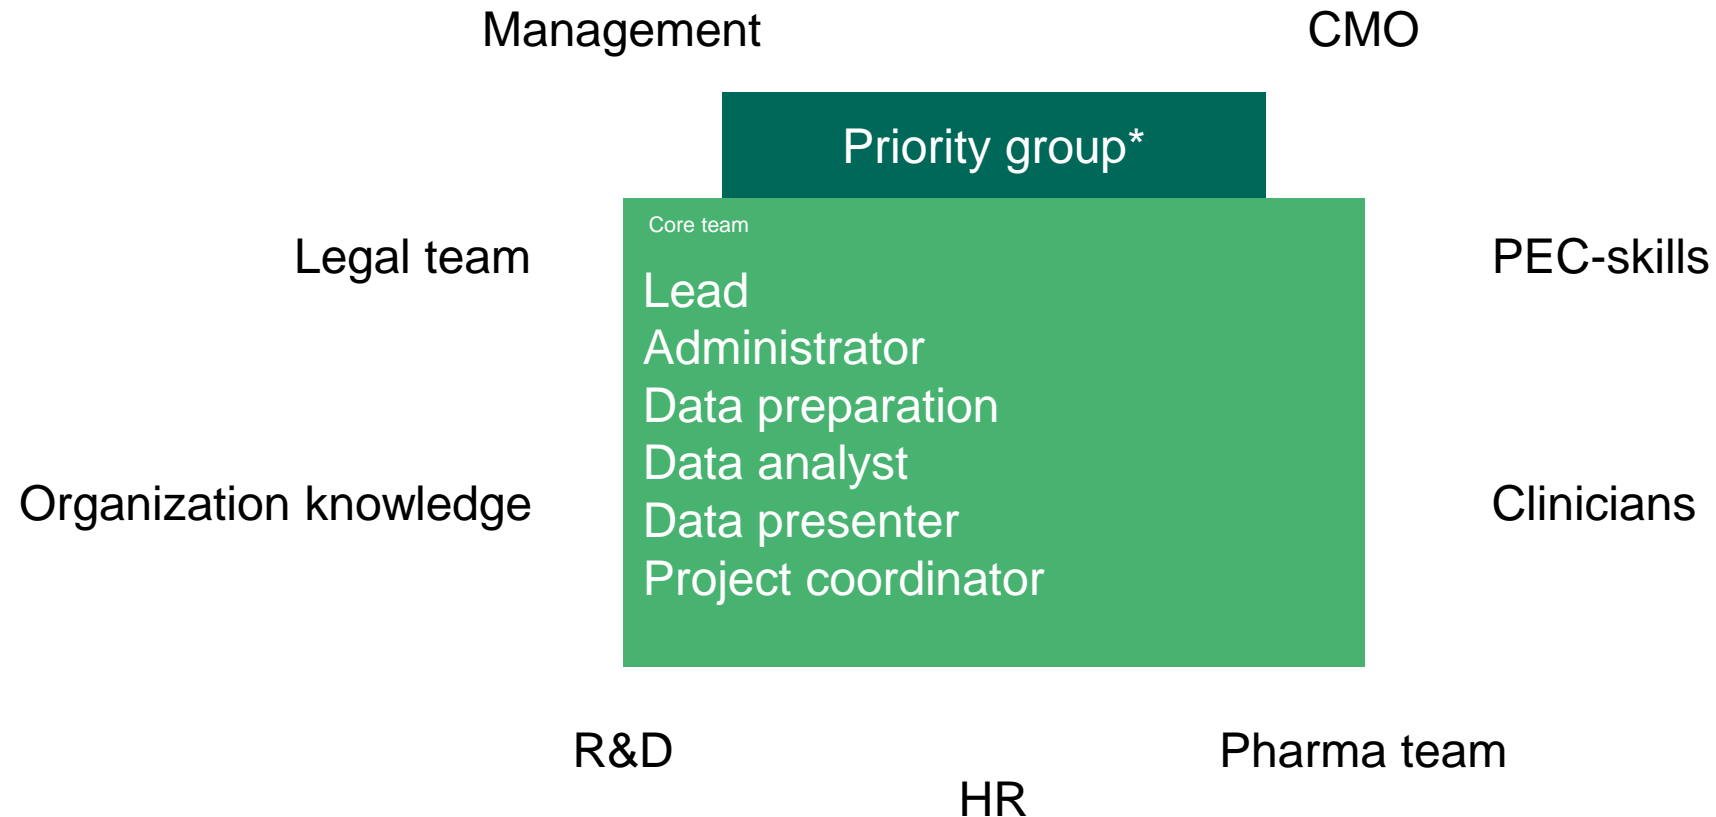 Management
CMO
Priority group*
Core team
Legal team
PEC-skills
Lead
Administrator
Data preparation
Data analyst
Data presenter
Project coordinator
Organization knowledge
Clinicians
R&D
Pharma team
HR